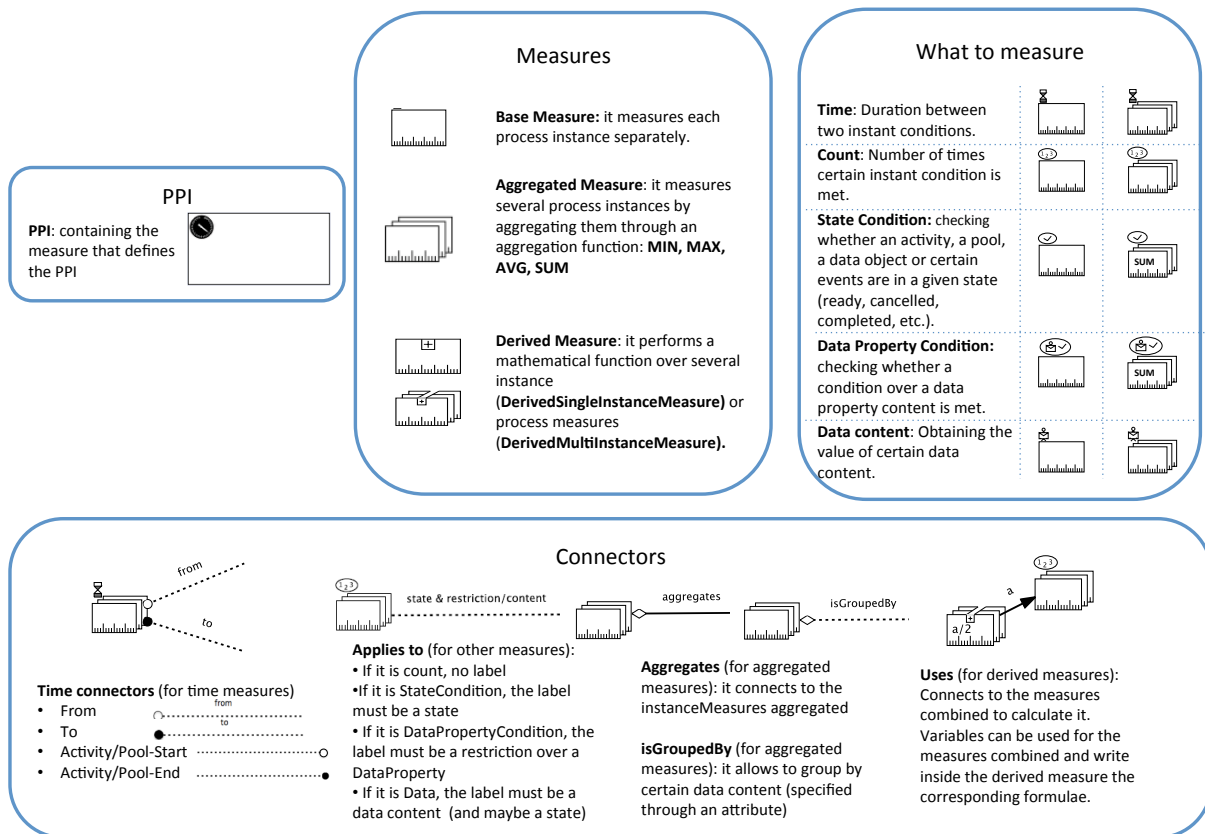 PPI
PPI: containing the
measure that defines
the PPI
Measures
Base Measure: it measures each
process instance separately.
Aggregated Measure: it measures
several process instances by
aggregating them through an
aggregation function: MIN, MAX,
AVG, SUM
Derived Measure: it performs a
mathematical function over several
instance
(DerivedSingleInstanceMeasure) or
process measures
(DerivedMultiInstanceMeasure).
What to measure
Time: Duration between
two instant conditions.
Count: Number of times
certain instant condition is
met.
1 2 3
1 2 3
State Condition: checking
whether an activity, a pool,
a data object or certain
events are in a given state
(ready, cancelled,
completed, etc.).
SUM
Data Property Condition:
checking whether a
condition over a data
property content is met.
SUM
Data content: Obtaining the
value of certain data
content.
Connectors
from
to
Time connectors (for time measures)
• From
from
• To
to
• Activity/Pool-Start
• Activity/Pool-End
1 2 3
state & restriction/content
Applies to (for other measures):
• If it is count, no label
•If it is StateCondition, the label
must be a state
• If it is DataPropertyCondition, the
label must be a restriction over a
DataProperty
• If it is Data, the label must be a
data content (and maybe a state)
aggregates
isGroupedBy
Aggregates (for aggregated
measures): it connects to the
instanceMeasures aggregated
isGroupedBy (for aggregated
measures): it allows to group by
certain data content (specified
through an attribute)
1 2 3
a
a/2
Uses (for derived measures):
Connects to the measures
combined to calculate it.
Variables can be used for the
measures combined and write
inside the derived measure the
corresponding formulae.